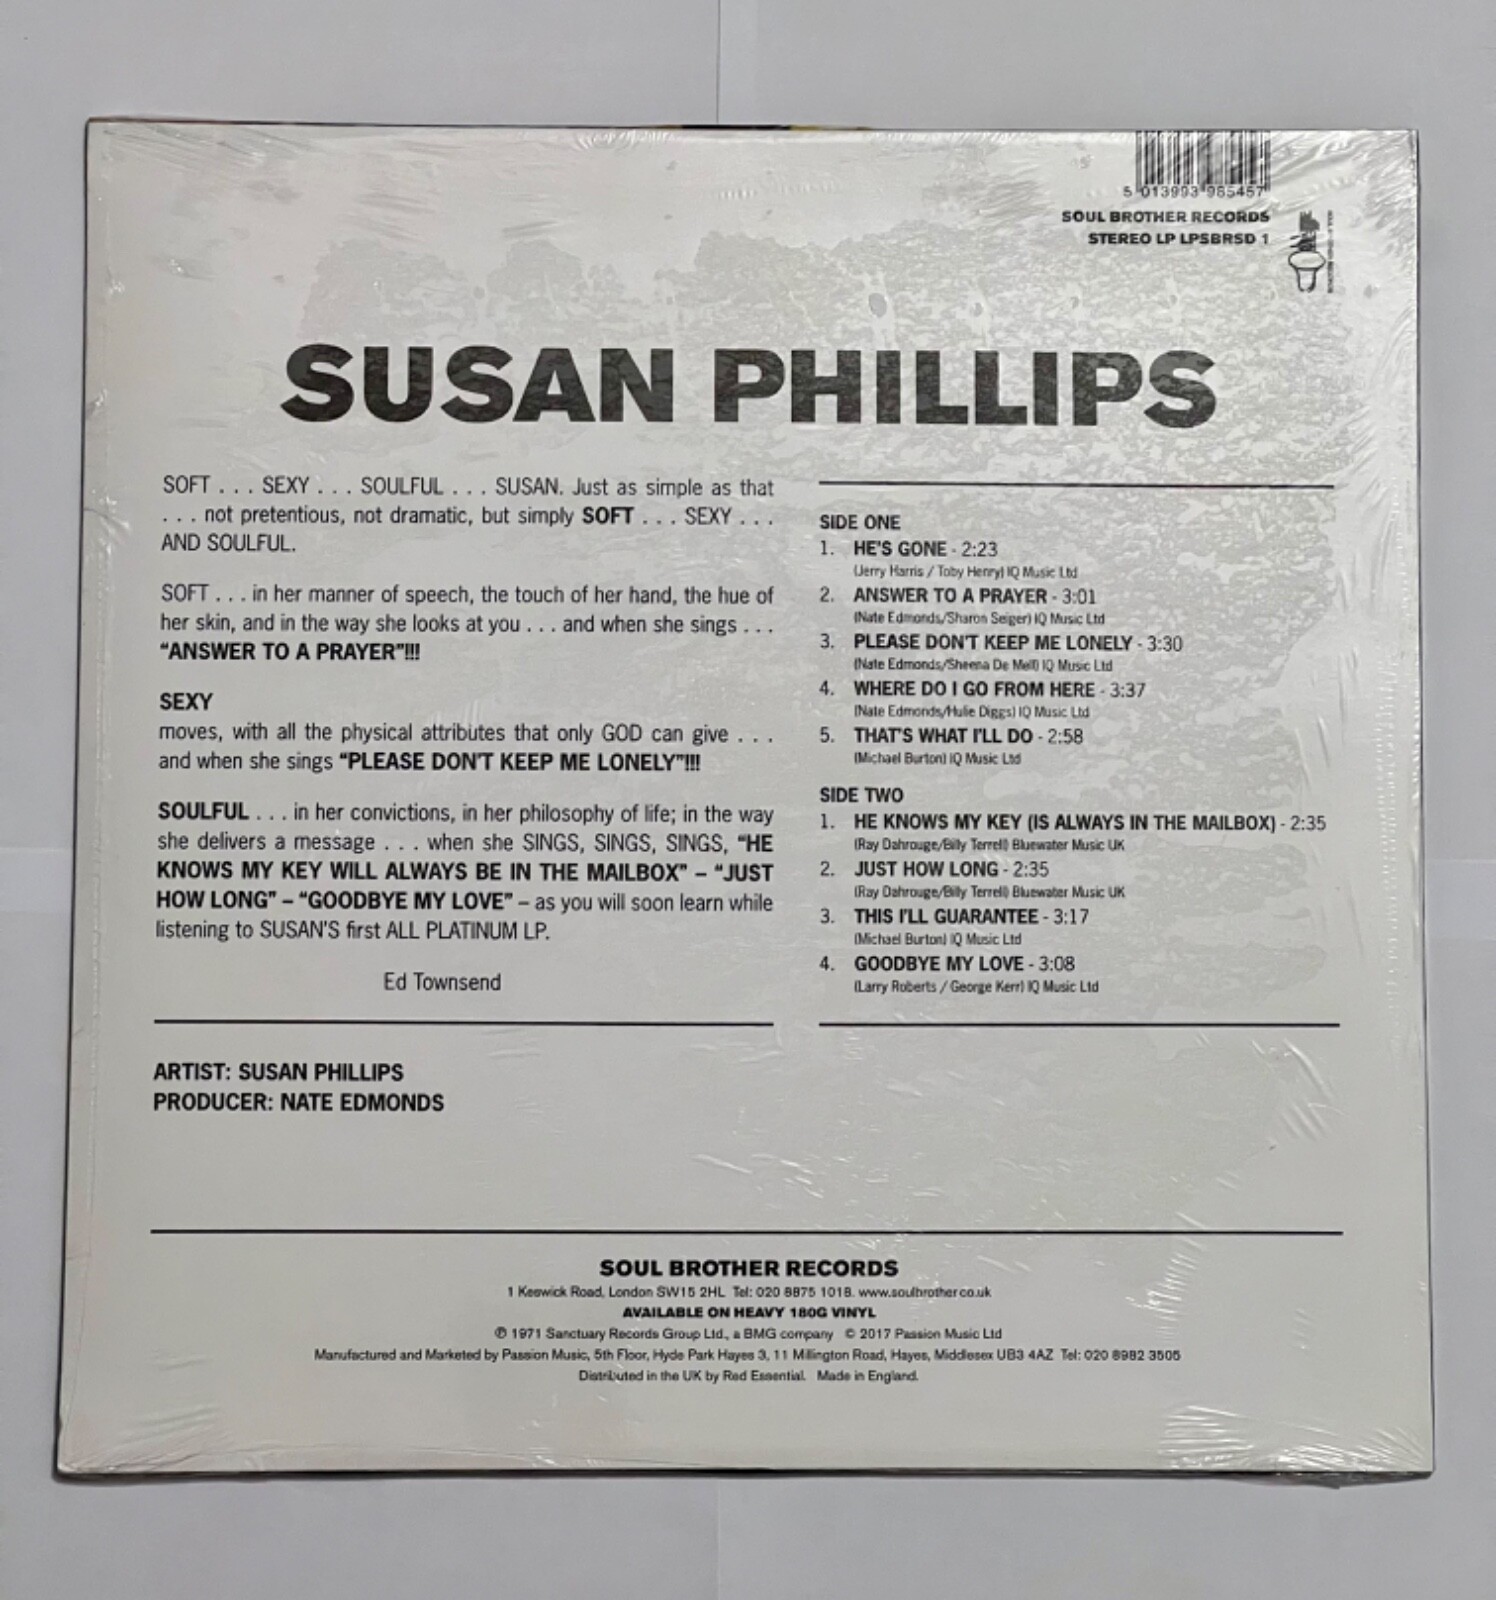 5 013993 985457
SOUL BROTHER RECORDS
STEREO LP LPSBRSD 1
SUSAN PHILLIPS
SOFT . . . SEXY . . . SOULFUL . . . SUSAN. Just as simple as that
. . . not pretentious, not dramatic, but simply SOFT . . . SEXY . . .
AND SOULFUL.
SOFT . . . in her manner of speech, the touch of her hand, the hue of
her skin, and in the way she looks at you . . . and when she sings . . .
“ANSWER TO A PRAYER”!!!
SEXY
moves, with all the physical attributes that only GOD can give . . .
and when she sings “PLEASE DON'T KEEP ME LONELY”!!!
SOULFUL . . . in her convictions, in her philosophy of life; in the way
she delivers a message . . . when she SINGS, SINGS, SINGS, “HE
KNOWS MY KEY WILL ALWAYS BE IN THE MAILBOX” – “JUST
HOW LONG” – “GOODBYE MY LOVE” – as you will soon learn while
listening to SUSAN'S first ALL PLATINUM LP.
Ed Townsend
SIDE ONE
1. HE'S GONE - 2:23
(Jerry Harris / Toby Henry) IQ Music Ltd
2. ANSWER TO A PRAYER - 3:01
(Nate Edmonds/Sharon Seiger) IQ Music Ltd
3. PLEASE DON'T KEEP ME LONELY - 3:30
(Nate Edmonds/Sheena De Mell) IQ Music Ltd
4. WHERE DO I GO FROM HERE - 3:37
(Nate Edmonds/Hulie Diggs) IQ Music Ltd
5. THAT'S WHAT I'LL DO - 2:58
(Michael Burton) IQ Music Ltd
SIDE TWO
1. HE KNOWS MY KEY (IS ALWAYS IN THE MAILBOX) - 2:35
(Ray Dahrouge/Billy Terrell) Bluewater Music UK
2. JUST HOW LONG - 2:35
(Ray Dahrouge/Billy Terrell) Bluewater Music UK
3. THIS I'LL GUARANTEE - 3:17
(Michael Burton) IQ Music Ltd
4. GOODBYE MY LOVE - 3:08
(Larry Roberts / George Kerr) IQ Music Ltd
ARTIST: SUSAN PHILLIPS
PRODUCER: NATE EDMONDS
SOUL BROTHER RECORDS
1 Keswick Road, London SW15 2HL Tel: 020 8875 1018. www.soulbrother.co.uk
AVAILABLE ON HEAVY 180G VINYL
℗ 1971 Sanctuary Records Group Ltd., a BMG company © 2017 Passion Music Ltd
Manufactured and Marketed by Passion Music, 5th Floor, Hyde Park Hayes 3, 11 Millington Road, Hayes, Middlesex UB3 4AZ Tel: 020 8982 3505
Distributed in the UK by Red Essential. Made in England.